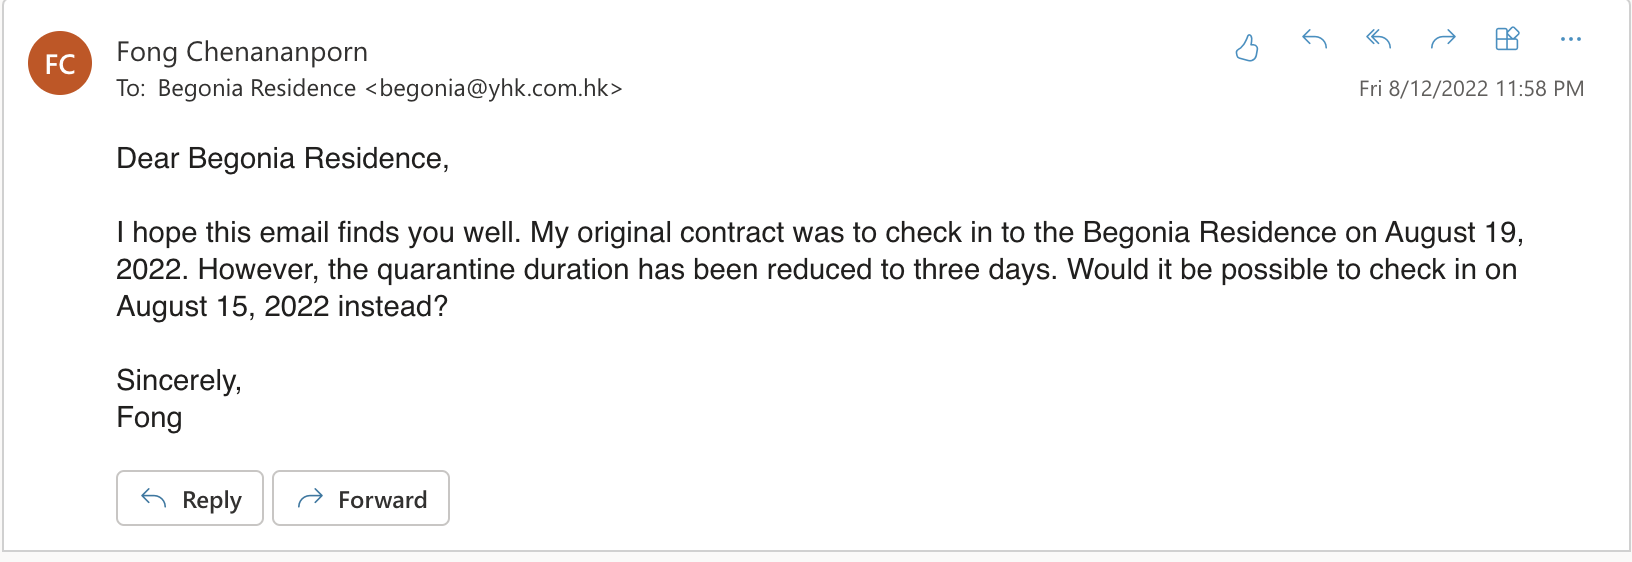 FC
Fong Chenananporn
To: Begonia Residence <begonia@yhk.com.hk>
Fri 8/12/2022 11:58 PM
Dear Begonia Residence,
I hope this email finds you well. My original contract was to check in to the Begonia Residence on August 19,
2022. However, the quarantine duration has been reduced to three days. Would it be possible to check in on
August 15, 2022 instead?
Sincerely,
Fong
Reply
Forward